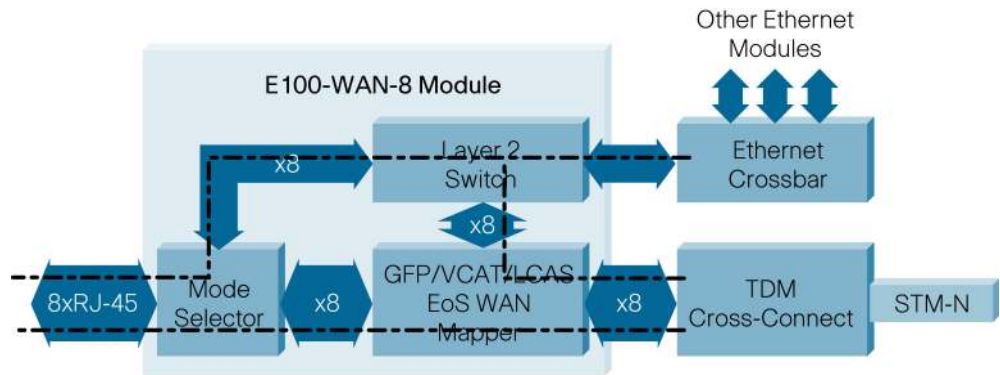 Other Ethernet
Modules
E100-WAN-8 Module
x8
Layer 2
Switch
Ethernet
Crossbar
x8
8xRJ-45
Mode
Selector
x8
GFP/VCAT/LCAS
EoS WAN
Mapper
x8
TDM
Cross-Connect
STM-N